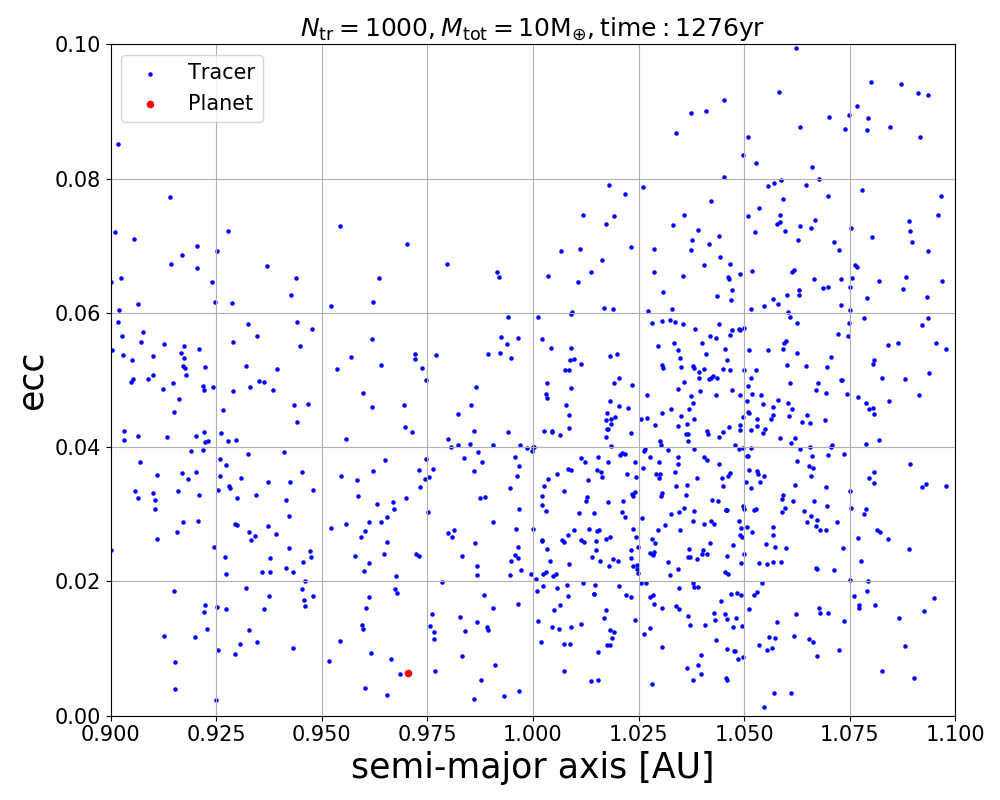 N_tr = 1000, M_tot = 10M_⊕, time : 1276yr
0.10
Tracer
Planet
0.08
0.06
ecc
0.04
0.02
0.00
0.900 0.925 0.950 0.975 1.000 1.025 1.050 1.075 1.100
semi-major axis [AU]